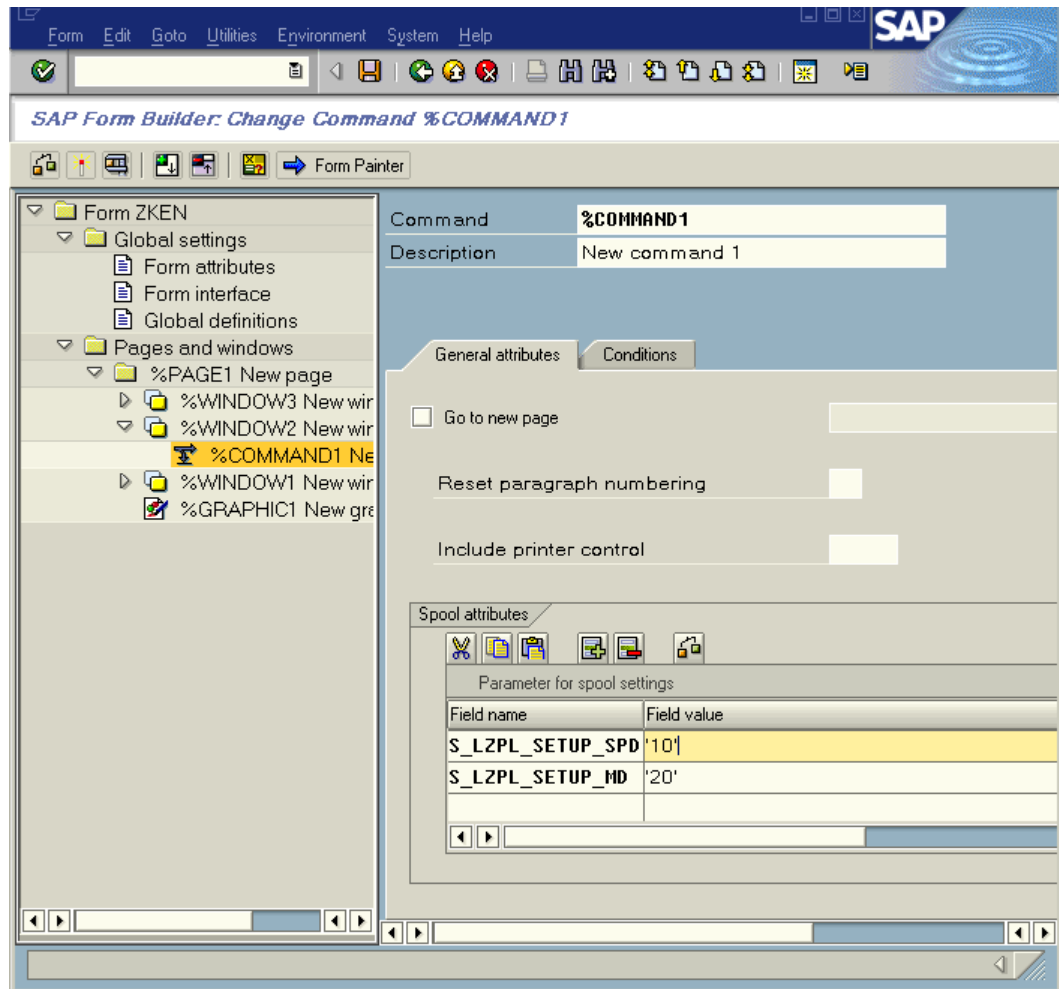 Form Edit Goto Utilities Environment System Help
SAP
SAP Form Builder: Change Command %COMMAND1
Form Painter
Form ZKEN
Global settings
Form attributes
Form interface
Global definitions
Pages and windows
%PAGE1 New page
%WINDOW3 New wir
%WINDOW2 New wir
%COMMAND1 Ne
%WINDOW1 New wir
%GRAPHIC1 New gra
Command %COMMAND1
Description New command 1
General attributes Conditions
Go to new page
Reset paragraph numbering
Include printer control
Spool attributes
Parameter for spool settings
Field name Field value
S_LZPL_SETUP_SPD '10'
S_LZPL_SETUP_MD '20'